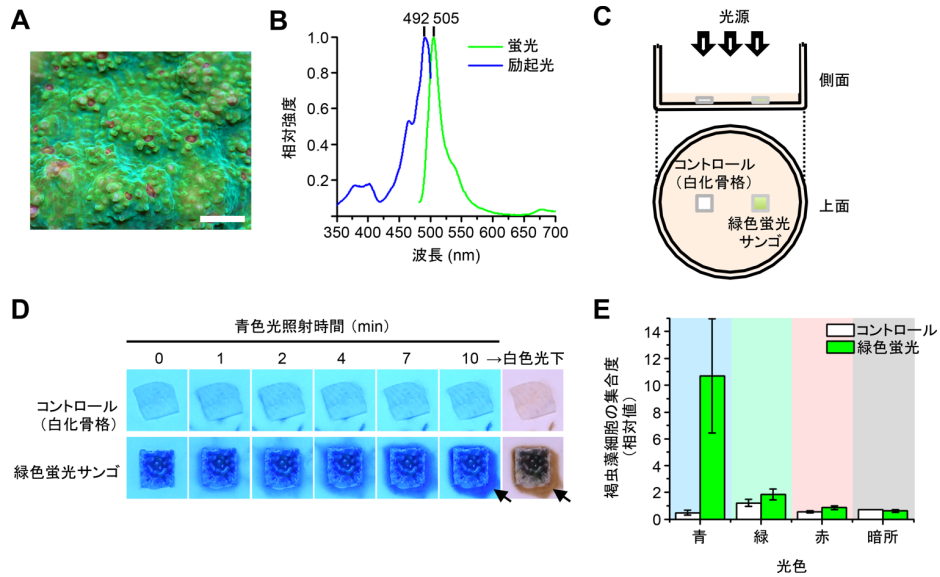 A
B
492 505
1.0
0.8
0.6
0.4
0.2
相対強度
蛍光
励起光
350 400 450 500 550 600 650 700
波長 (nm)
C
光源
側面
コントロール
(白化骨格)
緑色蛍光
サンゴ
上面
D
青色光照射時間 (min)
0 1 2 4 7 10 →白色光下
コントロール
(白化骨格)
緑色蛍光サンゴ
E
14
12
10
8
6
4
2
0
褐虫藻細胞の集合度
(相対値)
コントロール
緑色蛍光
青 緑 赤 暗所
光色